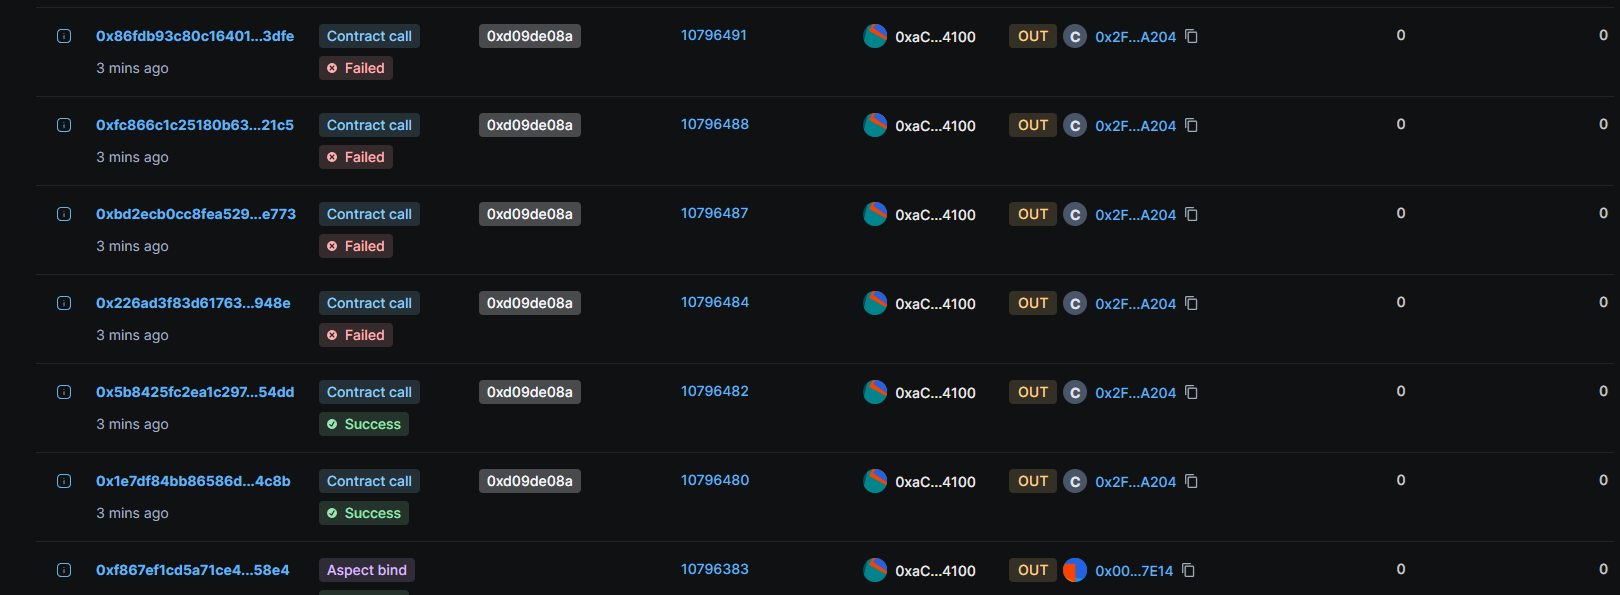 0x86fdb93c80c16401...3dfe Contract call 0xd09de08a 10796491 0xaC...4100 OUT C 0x2F...A204 0 0
3 mins ago Failed
0xfc866c1c25180b63...21c5 Contract call 0xd09de08a 10796488 0xaC...4100 OUT C 0x2F...A204 0 0
3 mins ago Failed
0xbd2ecb0cc8fea529...e773 Contract call 0xd09de08a 10796487 0xaC...4100 OUT C 0x2F...A204 0 0
3 mins ago Failed
0x226ad3f83d61763...948e Contract call 0xd09de08a 10796484 0xaC...4100 OUT C 0x2F...A204 0 0
3 mins ago Failed
0x5b8425fc2ea1c297...54dd Contract call 0xd09de08a 10796482 0xaC...4100 OUT C 0x2F...A204 0 0
3 mins ago Success
0x1e7df84bb86586d...4c8b Contract call 0xd09de08a 10796480 0xaC...4100 OUT C 0x2F...A204 0 0
3 mins ago Success
0xf867ef1cd5a71ce4...58e4 Aspect bind 10796383 0xaC...4100 OUT 0x00...7E14 0 0